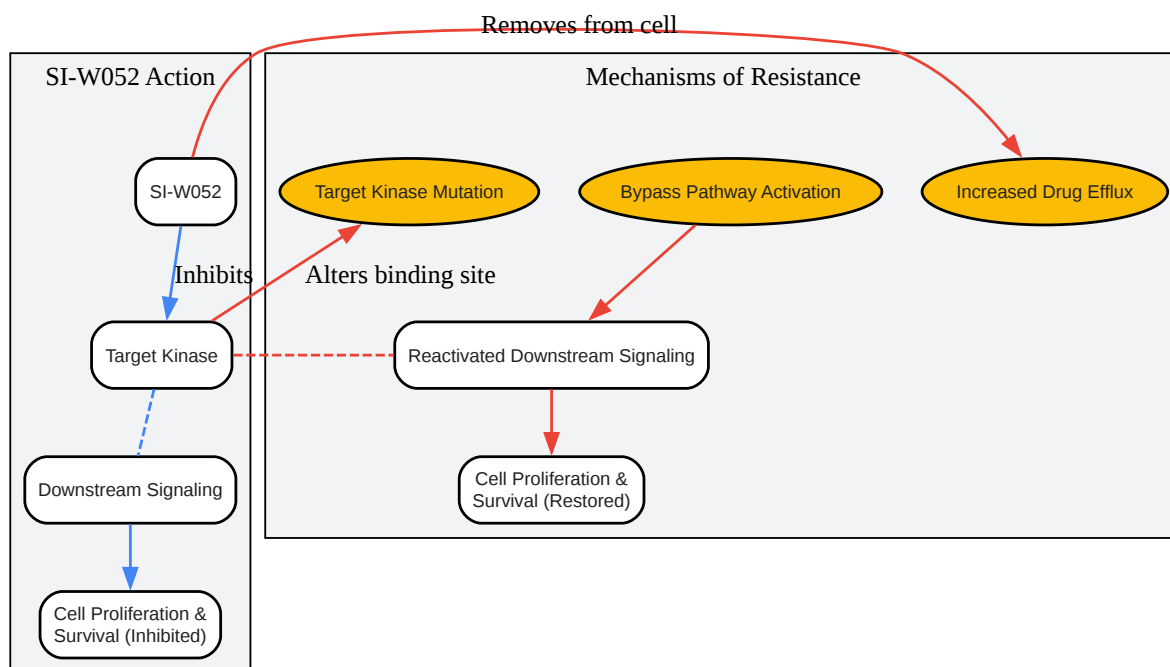 Removes from cell
SI-W052 Action
Mechanisms of Resistance
SI-W052
Target Kinase Mutation
Bypass Pathway Activation
Increased Drug Efflux
Inhibits
Alters binding site
Target Kinase
Reactivated Downstream Signaling
Downstream Signaling
Cell Proliferation &
Survival (Restored)
Cell Proliferation &
Survival (Inhibited)